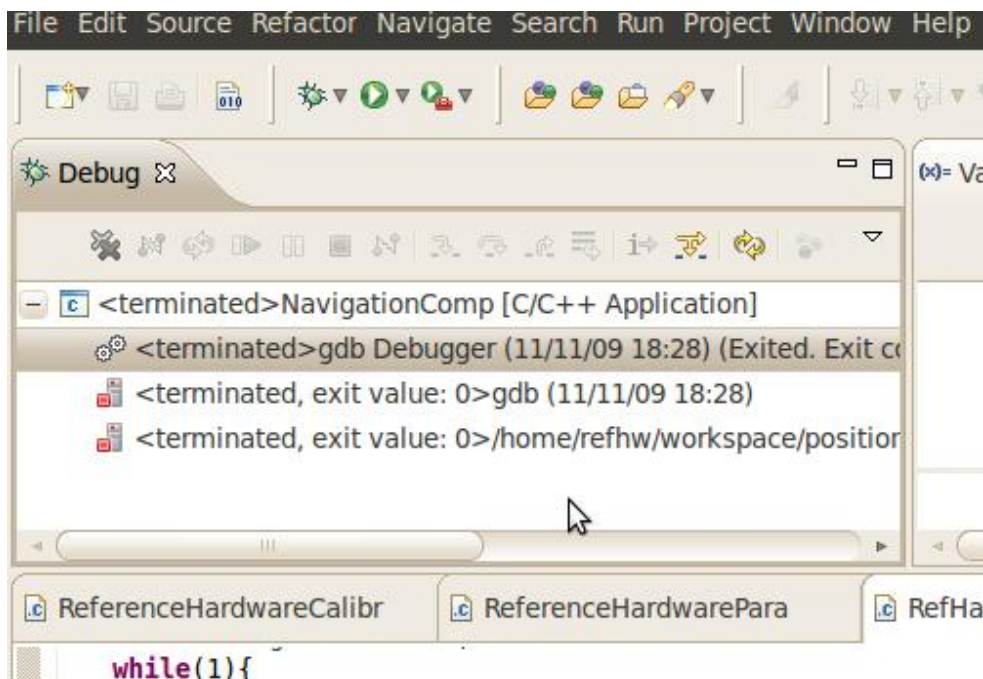 File Edit Source Refactor Navigate Search Run Project Window Help
010
Debug
(x)=
<terminated>NavigationComp [C/C++ Application]
<terminated>gdb Debugger (11/11/09 18:28) (Exited. Exit
<terminated, exit value: 0>gdb (11/11/09 18:28)
<terminated, exit value: 0>/home/refhw/workspace/position
.c ReferenceHardwareCalibr .c ReferenceHardwarePara .c RefHa
while(1){